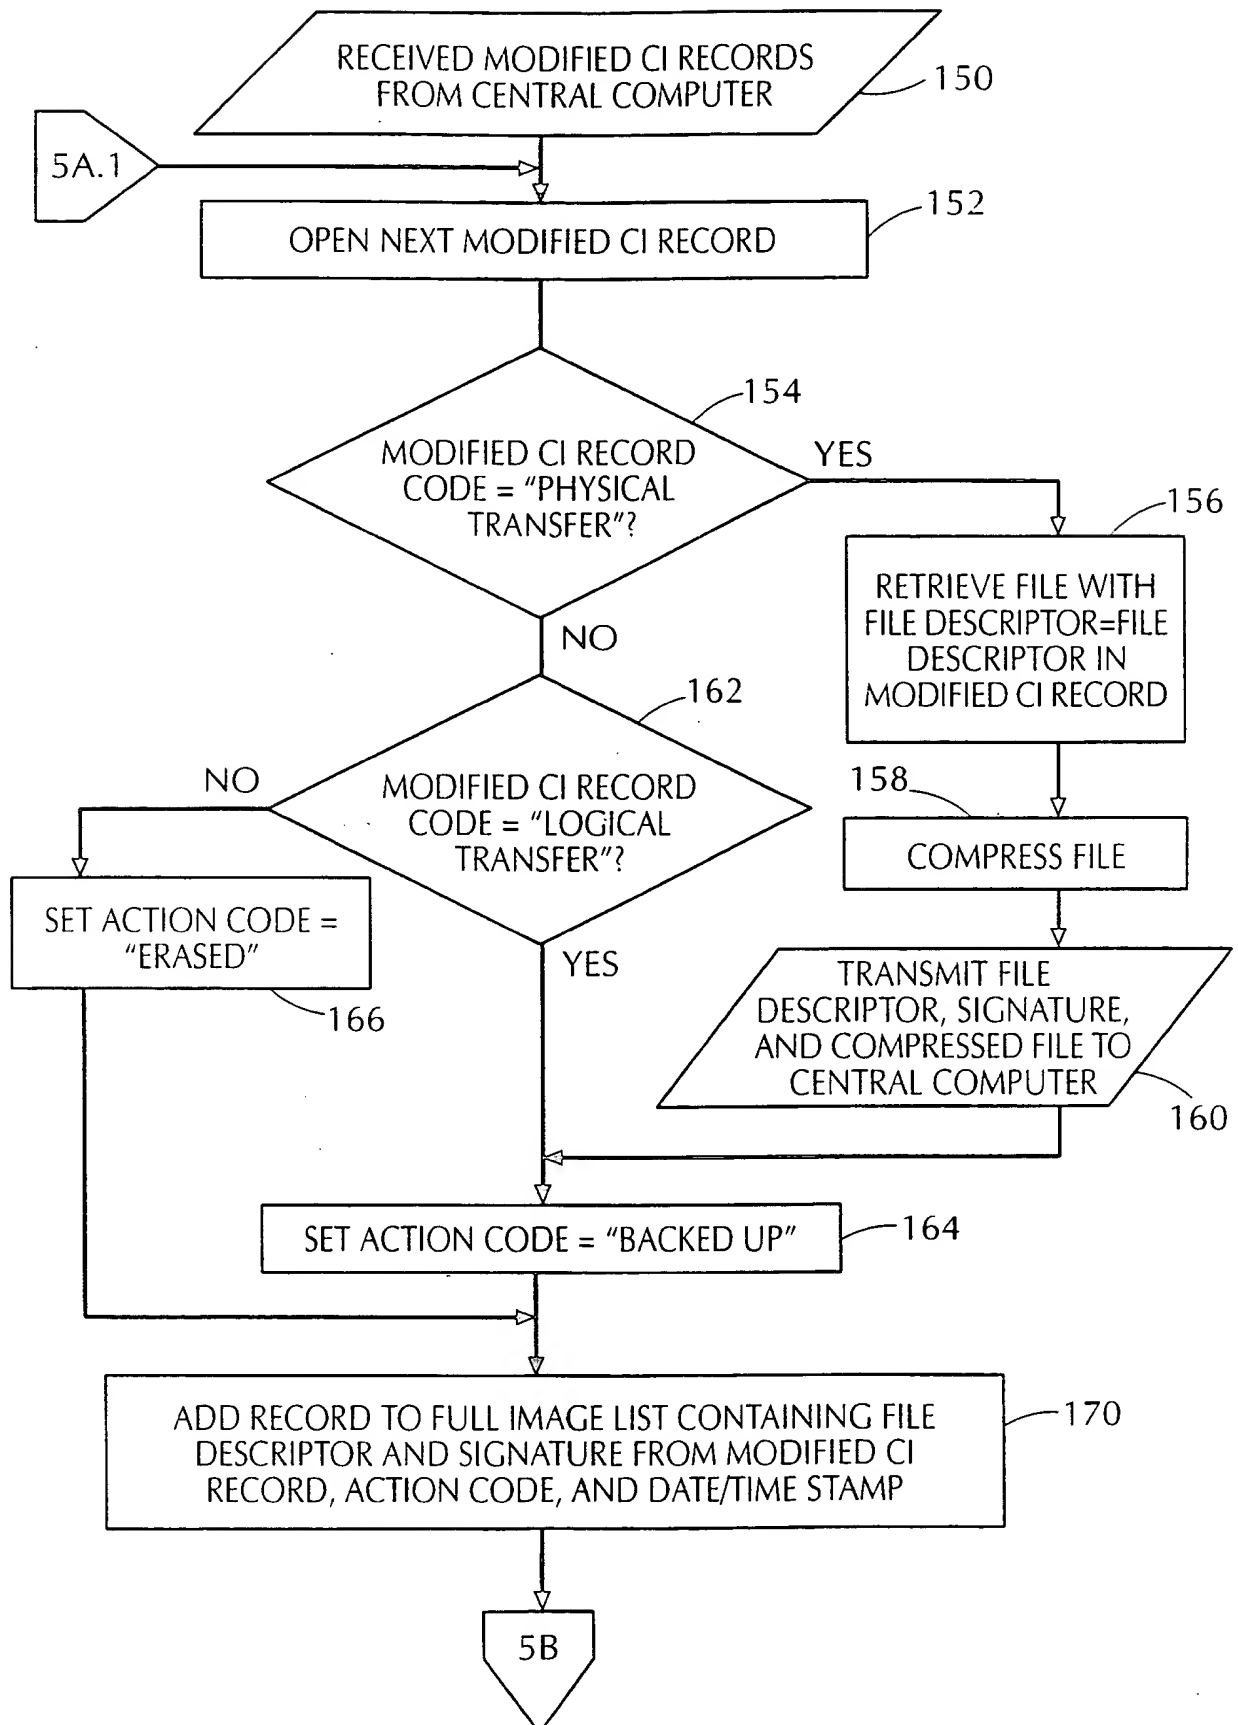 RECEIVED MODIFIED CI RECORDS
FROM CENTRAL COMPUTER
150
5A.1
152
OPEN NEXT MODIFIED CI RECORD
154
MODIFIED CI RECORD
CODE = “PHYSICAL
TRANSFER”?
YES
156
RETRIEVE FILE WITH
FILE DESCRIPTOR=FILE
DESCRIPTOR IN
MODIFIED CI RECORD
NO
162
MODIFIED CI RECORD
CODE = “LOGICAL
TRANSFER”?
NO
158
COMPRESS FILE
SET ACTION CODE =
“ERASED”
166
YES
TRANSMIT FILE
DESCRIPTOR, SIGNATURE,
AND COMPRESSED FILE TO
CENTRAL COMPUTER
160
SET ACTION CODE = “BACKED UP”
164
ADD RECORD TO FULL IMAGE LIST CONTAINING FILE
DESCRIPTOR AND SIGNATURE FROM MODIFIED CI
RECORD, ACTION CODE, AND DATE/TIME STAMP
170
5B